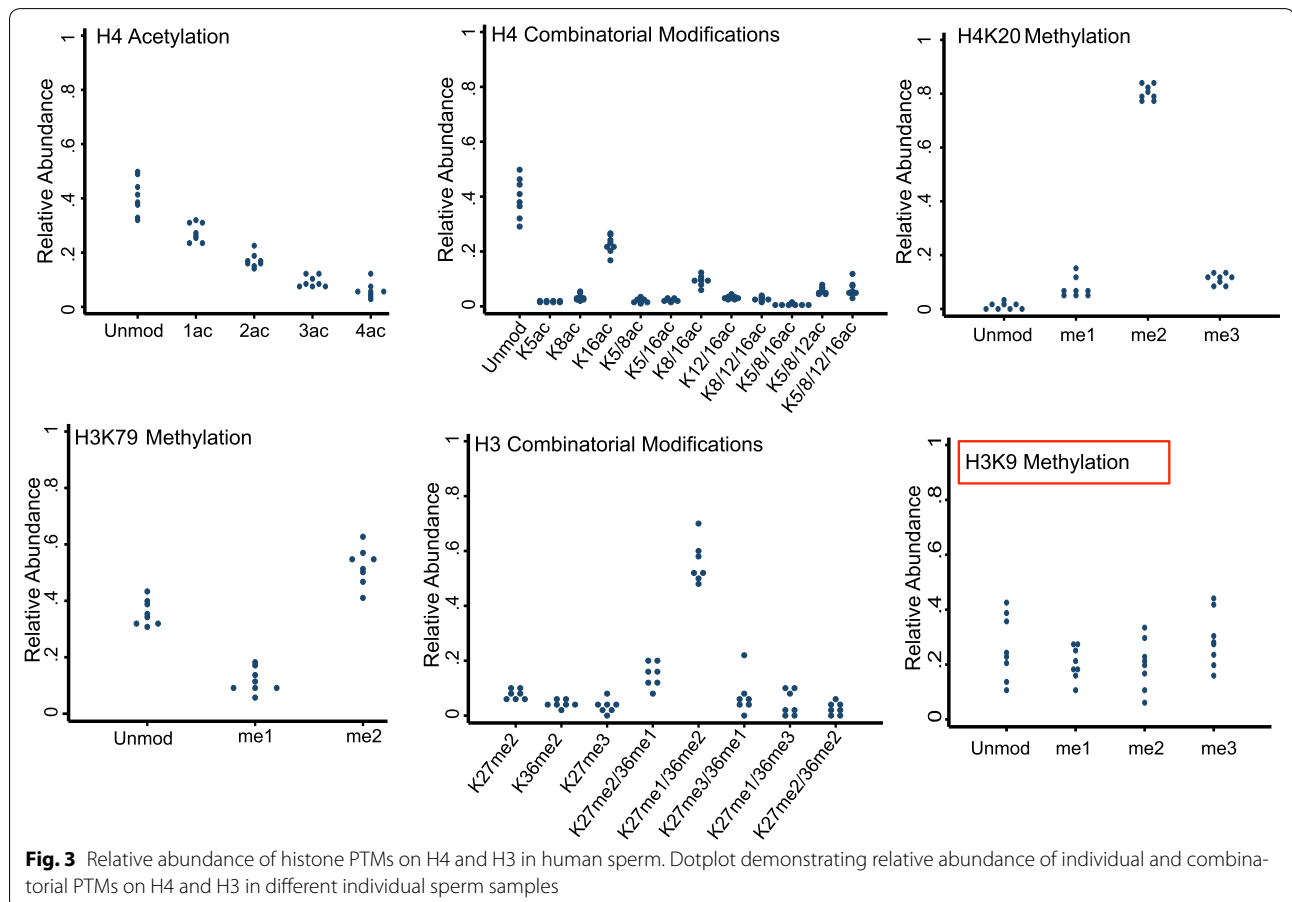 H4 Acetylation
Relative Abundance
1
.8
.6
.4
.2
0
Unmod 1ac 2ac 3ac 4ac
H4 Combinatorial Modifications
Relative Abundance
1
.8
.6
.4
.2
0
Unmod
K5ac
K8ac
K16ac
K5/8ac
K5/16ac
K8/16ac
K12/16ac
K8/12/16ac
K5/8/16ac
K5/8/12ac
K5/8/12/16ac
H4K20 Methylation
Relative Abundance
1
.8
.6
.4
.2
0
Unmod me1 me2 me3
H3K79 Methylation
Relative Abundance
1
.8
.6
.4
.2
0
Unmod me1 me2
H3 Combinatorial Modifications
Relative Abundance
1
.8
.6
.4
.2
0
K27me2
K36me2
K27me3
K27me2/36me1
K27me1/36me2
K27me3/36me1
K27me1/36me3
K27me2/36me2
H3K9 Methylation
Relative Abundance
1
.8
.6
.4
.2
0
Unmod me1 me2 me3
Fig. 3 Relative abundance of histone PTMs on H4 and H3 in human sperm. Dotplot demonstrating relative abundance of individual and combina-
torial PTMs on H4 and H3 in different individual sperm samples